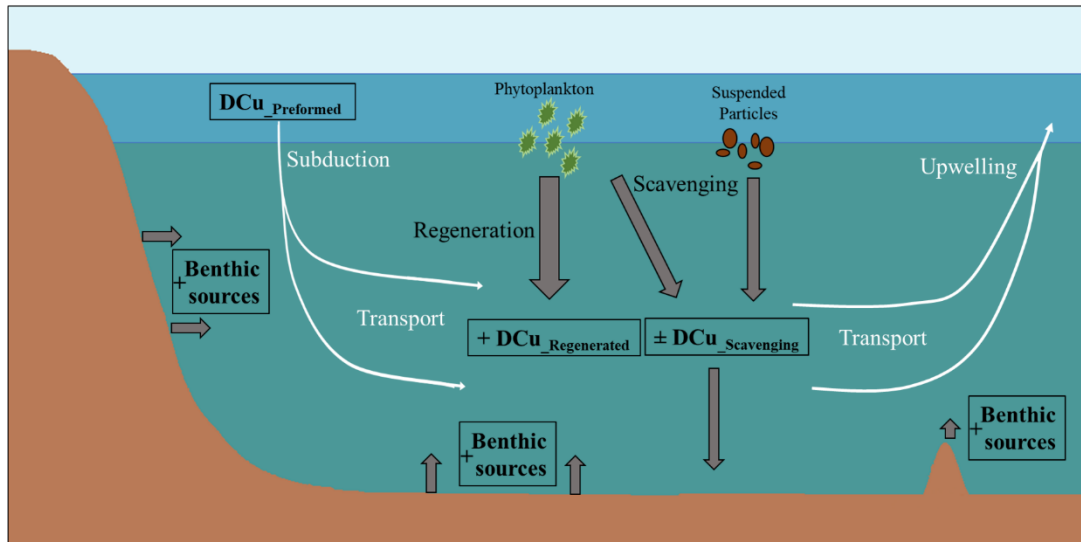 DCu_Preformed
Phytoplankton
Suspended
Particles
Subduction
Scavenging
Upwelling
Regeneration
+ Benthic
sources
Transport
+ DCu_Regenerated
± DCu_Scavenging
Transport
+ Benthic
sources
+ Benthic
sources